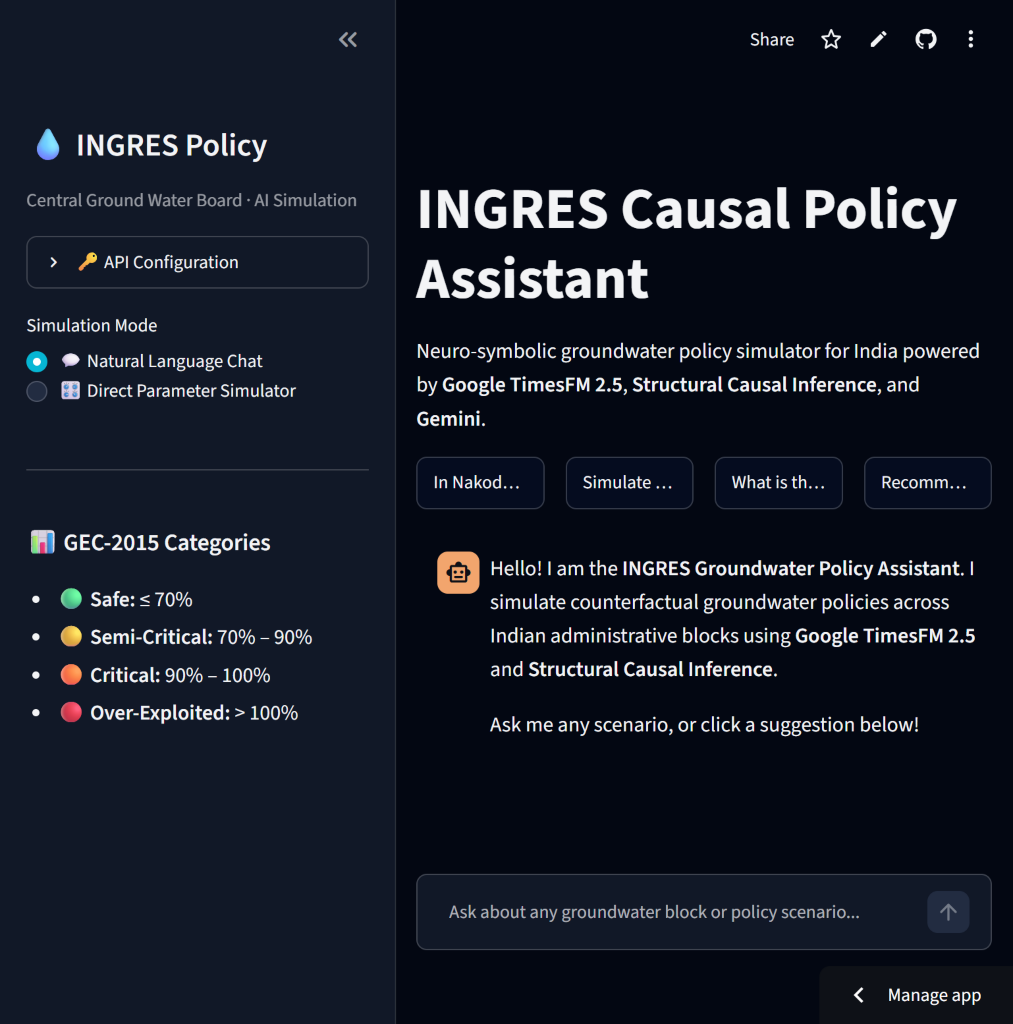 INGRES Policy
Central Ground Water Board · AI Simulation
API Configuration
Simulation Mode
Natural Language Chat
Direct Parameter Simulator
GEC-2015 Categories
Safe: ≤ 70%
Semi-Critical: 70% – 90%
Critical: 90% – 100%
Over-Exploited: > 100%
Share
INGRES Causal Policy
Assistant
Neuro-symbolic groundwater policy simulator for India powered
by Google TimesFM 2.5, Structural Causal Inference, and
Gemini.
In Nakod...
Simulate ...
What is th...
Recomm...
Hello! I am the INGRES Groundwater Policy Assistant. I
simulate counterfactual groundwater policies across
Indian administrative blocks using Google TimesFM 2.5
and Structural Causal Inference.
Ask me any scenario, or click a suggestion below!
Ask about any groundwater block or policy scenario...
Manage app